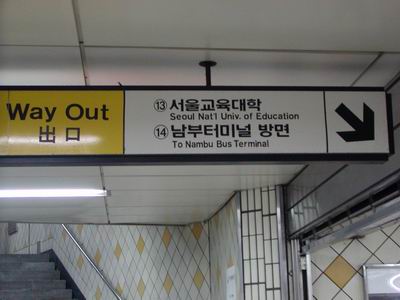 Way Out
出口
⑬ 서울교육대학
Seoul Nat'l Univ. of Education
⑭ 남부터미널 방면
To Nambu Bus Terminal